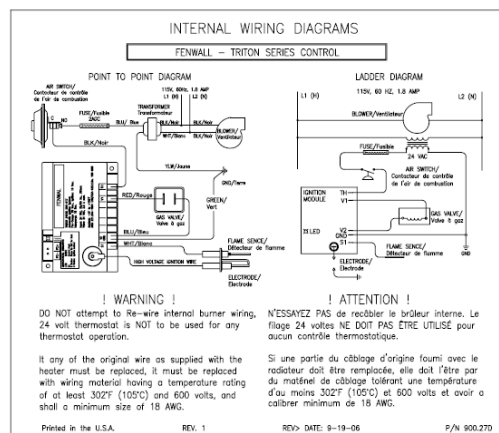 INTERNAL WIRING DIAGRAMS
FENWALL - TRITON SERIES CONTROL
POINT TO POINT DIAGRAM
LADDER DIAGRAM
AIR SWITCH/
Contacteur de contrôle
de l'air de combustion
C
NO
FUSE/Fusible
BLU/ Blue
TRANSFORMER
Transformateur
115V, 60Hz, 1.8 AMP
L1 (H)
L2 (N)
BLK/Noir
BLK/Noir
WHT/Blanc
BLOWER/
Ventilateur
BLK/Noir
YLW/Jaune
GND/Terre
FENWAL
RED/Rouge
GREEN/
Vert
GAS VALVE/
Valve à gaz
BLU/Bleu
WHT/Blanc
HIGH VOLTAGE IGNITION WIRE
FLAME SENCE/
Détecteur de flamme
ELECTRODE/
Electrode
115V, 60 HZ, 1.8 AMP
L1 (H)
L2 (N)
BLOWER/Ventilateur
FUSE/Fusible
24 VAC
AIR SWITCH/
Contacteur de contrôle
de l'air de combustion
IGNITION
MODULE
TH
V1
LED
V2
GND
S1
GAS VALVE/
Valve à gaz
GND
FLAME SENCE/
Détecteur de flamme
ELECTRODE/
Electrode
! WARNING !
DO NOT attempt to Re-wire internal burner wiring,
24 volt thermostat is NOT to be used for any
thermostat operation.
It any of the original wire as supplied with the
heater must be replaced, it must be replaced
with wiring material having a temperature rating
of at least 302°F (105°C) and 600 volts, and
shall a minimum size of 18 AWG.
! ATTENTION !
N'ESSAYEZ PAS de recâbler le brûleur interne. Le
filage 24 voltes NE DOIT PAS ÊTRE UTILISÉ pour
aucun contrôle thermostatique.
Si une partie du câblage d'origine fourni avec le
radiateur doit être remplacée, elle doit l'être par
du matériel de câblage tolérant une température
d'au moins 302°F (105°C) et 600 voltes et avoir a
calibrer minimum de 18 AWG.
Printed in the U.S.A.
REV. 1
REV> DATE: 9-19-06
P/N 900.270